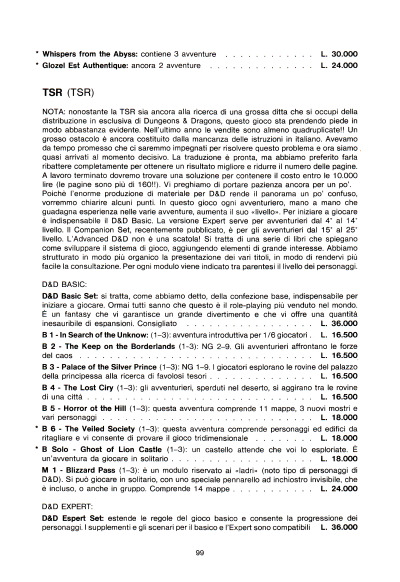 * Whispers from the Abyss: contiene 3 avventure . . . . . . . . . . . . L. 30.000
* Glozel Est Authentique: ancora 2 avventure . . . . . . . . . . . . . . L. 24.000
TSR (TSR)
NOTA: nonostante la TSR sia ancora alla ricerca di una grossa ditta che si occupi della
distribuzione in esclusiva di Dungeons & Dragons, questo gioco sta prendendo piede in
modo abbastanza evidente. Nell'ultimo anno le vendite sono almeno quadruplicate!! Un
grosso ostacolo è ancora costituito dalla mancanza delle istruzioni in italiano. Avevamo
da tempo promesso che ci saremmo impegnati per risolvere questo problema e ora siamo
quasi arrivati al momento decisivo. La traduzione è pronta, ma abbiamo preferito farla
ribattere completamente per ottenere un risultato migliore e ridurre il numero delle pagine.
A lavoro terminato dovremo trovare una soluzione per contenere il costo entro le 10.000
lire (le pagine sono più di 160!!). Vi preghiamo di portare pazienza ancora per un po'.
Poiché l'enorme produzione di materiale per D&D rende il panorama un po' confuso,
vorremmo chiarire alcuni punti. In questo gioco ogni avventuriero, mano a mano che
guadagna esperienza nelle varie avventure, aumenta il suo «livello». Per iniziare a giocare
è indispensabile il D&D Basic. La versione Expert serve per avventurieri dal 4° al 14°
livello. Il Companion Set, recentemente pubblicato, è per gli avventurieri dal 15° al 25°
livello. L'Advanced D&D non è una scatola! Si tratta di una serie di libri che spiegano
come sviluppare il sistema di gioco, aggiungendo elementi di grande interesse. Abbiamo
strutturato in modo più organico la presentazione dei vari titoli, in modo di rendervi più
facile la consultazione. Per ogni modulo viene indicato tra parentesi il livello dei personaggi.
D&D BASIC:
D&D Basic Set: si tratta, come abbiamo detto, della confezione base, indispensabile per
iniziare a giocare. Ormai tutti sanno che questo è il role-playing più venduto nel mondo.
È un fantasy che vi garantisce un grande divertimento e che vi offre una quantità
inesauribile di espansioni. Consigliato . . . . . . . . . . . . . . . . . L. 36.000
B 1 - In Search of the Unknow: (1–3): avventura introduttiva per 1/6 giocatori . L. 16.500
B 2 - The Keep on the Borderlands (1–3): NG 2–9. Gli avventurieri affrontano le forze
del caos . . . . . . . . . . . . . . . . . . . . . . . . . . . . . . . L. 16.500
B 3 - Palace of the Silver Prince (1–3): NG 1–9. I giocatori esplorano le rovine del palazzo
della principessa alla ricerca di favolosi tesori . . . . . . . . . . . . . . L. 16.500
B 4 - The Lost Ciry (1–3): gli avventurieri, sperduti nel deserto, si aggirano tra le rovine
di una città . . . . . . . . . . . . . . . . . . . . . . . . . . . . . . L. 16.500
B 5 - Horror ot the Hill (1–3): questa avventura comprende 11 mappe, 3 nuovi mostri e
vari personaggi . . . . . . . . . . . . . . . . . . . . . . . . . . . . L. 18.000
* B 6 - The Veiled Society (1–3): questa avventura comprende personaggi ed edifici da
ritagliare e vi consente di provare il gioco tridimensionale . . . . . . . . L. 18.000
* B Solo - Ghost of Lion Castle (1–3): un castello attende che voi lo esploriate. È
un'avventura da giocare in solitario . . . . . . . . . . . . . . . . . . . L. 18.000
M 1 - Blizzard Pass (1–3): è un modulo riservato ai «ladri» (noto tipo di personaggi di
D&D). Si può giocare in solitario, con uno speciale pennarello ad inchiostro invisibile, che
è incluso, o anche in gruppo. Comprende 14 mappe . . . . . . . . . . . L. 24.000
D&D EXPERT:
D&D Expert Set: estende le regole del gioco basico e consente la progressione dei
personaggi. I supplementi e gli scenari per il basico e l'Expert sono compatibili L. 36.000
99